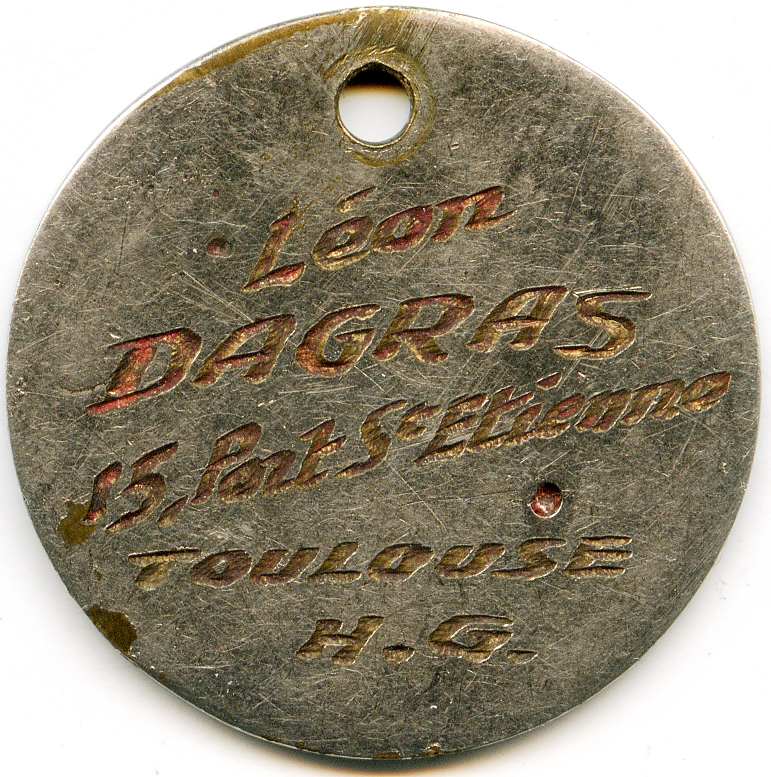 Léon
DAGRAS
15, Port St Etienne
TOULOUSE
H.G.